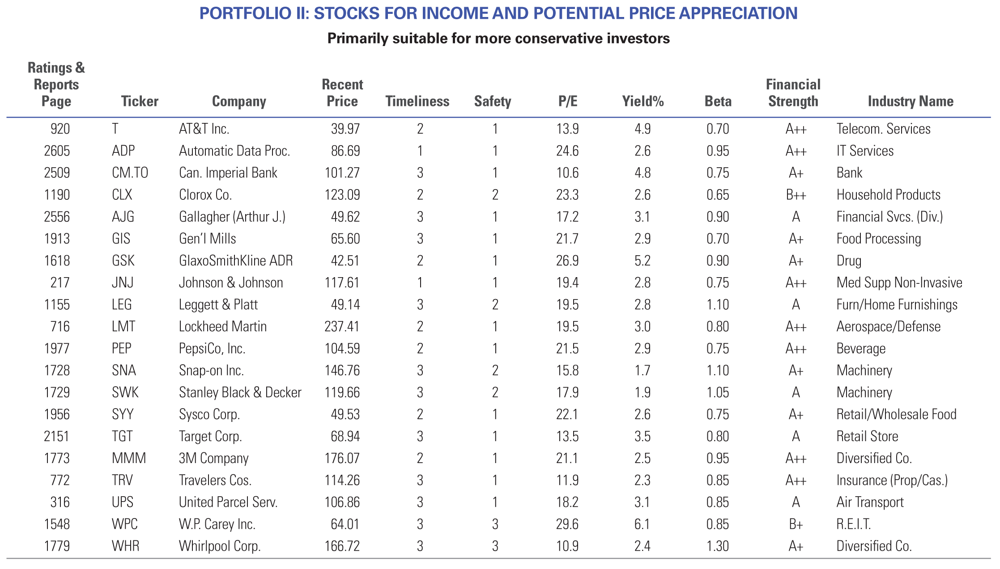 PORTFOLIO II: STOCKS FOR INCOME AND POTENTIAL PRICE APPRECIATION
Primarily suitable for more conservative investors
Ratings & Reports Page Ticker Company Recent Price Timeliness Safety P/E Yield% Beta Financial Strength Industry Name
920 T AT&T Inc. 39.97 2 1 13.9 4.9 0.70 A++ Telecom. Services
2605 ADP Automatic Data Proc. 86.69 1 1 24.6 2.6 0.95 A++ IT Services
2509 CM.TO Can. Imperial Bank 101.27 3 1 10.6 4.8 0.75 A+ Bank
1190 CLX Clorox Co. 123.09 2 2 23.3 2.6 0.65 B++ Household Products
2556 AJG Gallagher (Arthur J.) 49.62 3 1 17.2 3.1 0.90 A Financial Svcs. (Div.)
1913 GIS Gen’l Mills 65.60 3 1 21.7 2.9 0.70 A+ Food Processing
1618 GSK GlaxoSmithKline ADR 42.51 2 1 26.9 5.2 0.90 A+ Drug
217 JNJ Johnson & Johnson 117.61 1 1 19.4 2.8 0.75 A++ Med Supp Non-Invasive
1155 LEG Leggett & Platt 49.14 3 2 19.5 2.8 1.10 A Furn/Home Furnishings
716 LMT Lockheed Martin 237.41 2 1 19.5 3.0 0.80 A++ Aerospace/Defense
1977 PEP PepsiCo, Inc. 104.59 2 1 21.5 2.9 0.75 A++ Beverage
1728 SNA Snap-on Inc. 146.76 3 2 15.8 1.7 1.10 A+ Machinery
1729 SWK Stanley Black & Decker 119.66 3 2 17.9 1.9 1.05 A Machinery
1956 SYY Sysco Corp. 49.53 2 1 22.1 2.6 0.75 A+ Retail/Wholesale Food
2151 TGT Target Corp. 68.94 3 1 13.5 3.5 0.80 A Retail Store
1773 MMM 3M Company 176.07 2 1 21.1 2.5 0.95 A++ Diversified Co.
772 TRV Travelers Cos. 114.26 3 1 11.9 2.3 0.85 A++ Insurance (Prop/Cas.)
316 UPS United Parcel Serv. 106.86 3 1 18.2 3.1 0.85 A Air Transport
1548 WPC W.P. Carey Inc. 64.01 3 3 29.6 6.1 0.85 B+ R.E.I.T.
1779 WHR Whirlpool Corp. 166.72 3 3 10.9 2.4 1.30 A+ Diversified Co.